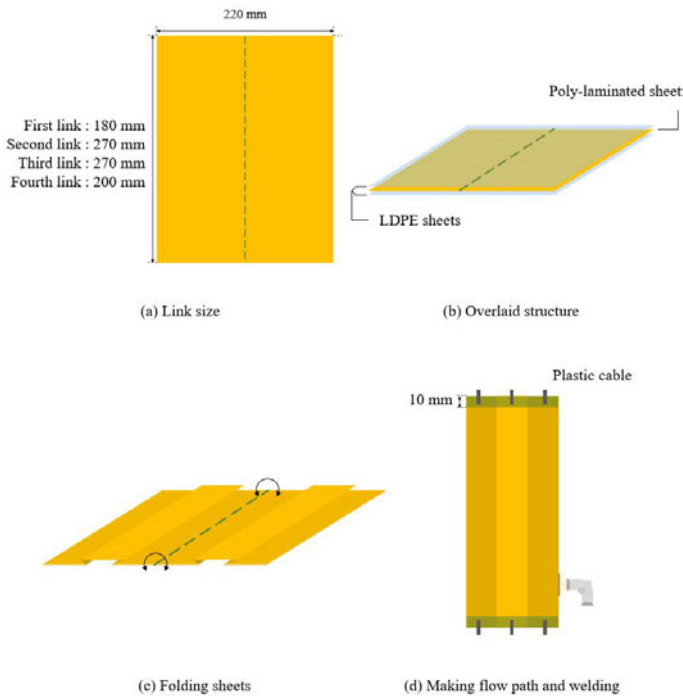 220 mm
First link : 180 mm
Second link : 270 mm
Third link : 270 mm
Fourth link : 200 mm
Poly-laminated sheet
LDPE sheets
(a) Link size
(b) Overlaid structure
Plastic cable
10 mm
(c) Folding sheets
(d) Making flow path and welding